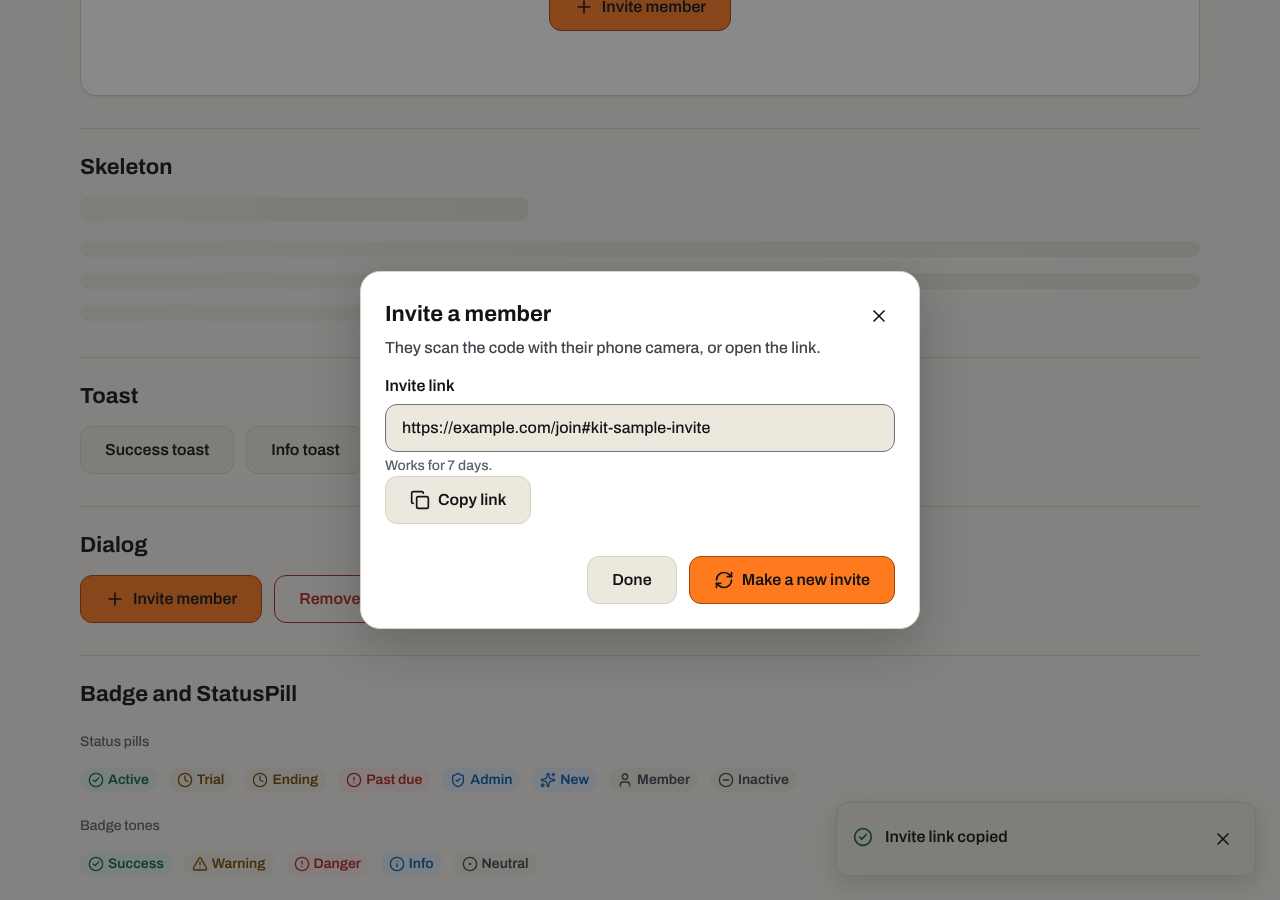 Invite member
Skeleton
Invite a member
They scan the code with their phone camera, or open the link.
Invite link
https://example.com/join#kit-sample-invite
Works for 7 days.
Copy link
Done
Make a new invite
Toast
Success toast
Info toast
Dialog
Invite member
Remove
Badge and StatusPill
Status pills
Active
Trial
Ending
Past due
Admin
New
Member
Inactive
Badge tones
Success
Warning
Danger
Info
Neutral
Invite link copied